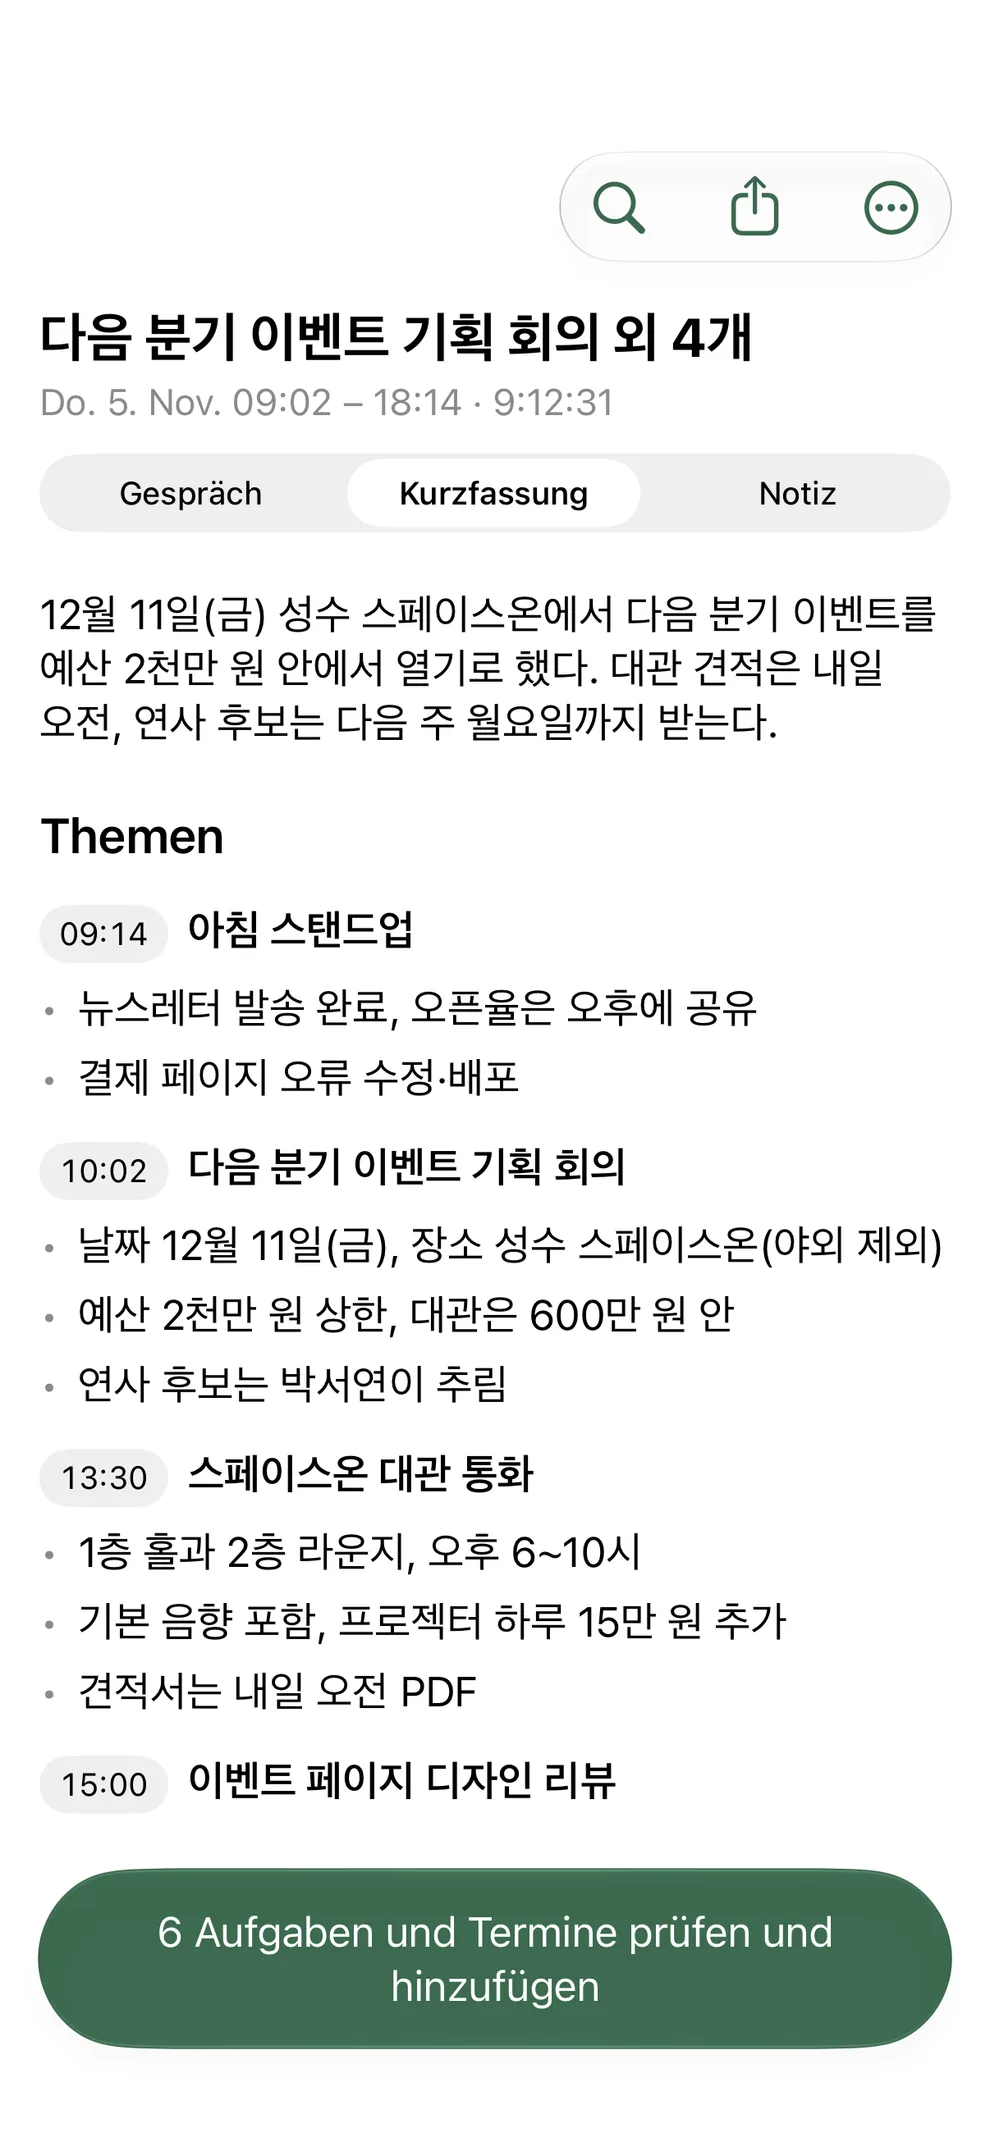 다음 분기 이벤트 기획 회의 외 4개
Do. 5. Nov. 09:02 – 18:14 · 9:12:31
Gespräch Kurzfassung Notiz
12월 11일(금) 성수 스페이스온에서 다음 분기 이벤트를
예산 2천만 원 안에서 열기로 했다. 대관 견적은 내일
오전, 연사 후보는 다음 주 월요일까지 받는다.
Themen
09:14 아침 스탠드업
• 뉴스레터 발송 완료, 오픈율은 오후에 공유
• 결제 페이지 오류 수정·배포
10:02 다음 분기 이벤트 기획 회의
• 날짜 12월 11일(금), 장소 성수 스페이스온(야외 제외)
• 예산 2천만 원 상한, 대관은 600만 원 안
• 연사 후보는 박서연이 추림
13:30 스페이스온 대관 통화
• 1층 홀과 2층 라운지, 오후 6~10시
• 기본 음향 포함, 프로젝터 하루 15만 원 추가
• 견적서는 내일 오전 PDF
15:00 이벤트 페이지 디자인 리뷰
6 Aufgaben und Termine prüfen und
hinzufügen